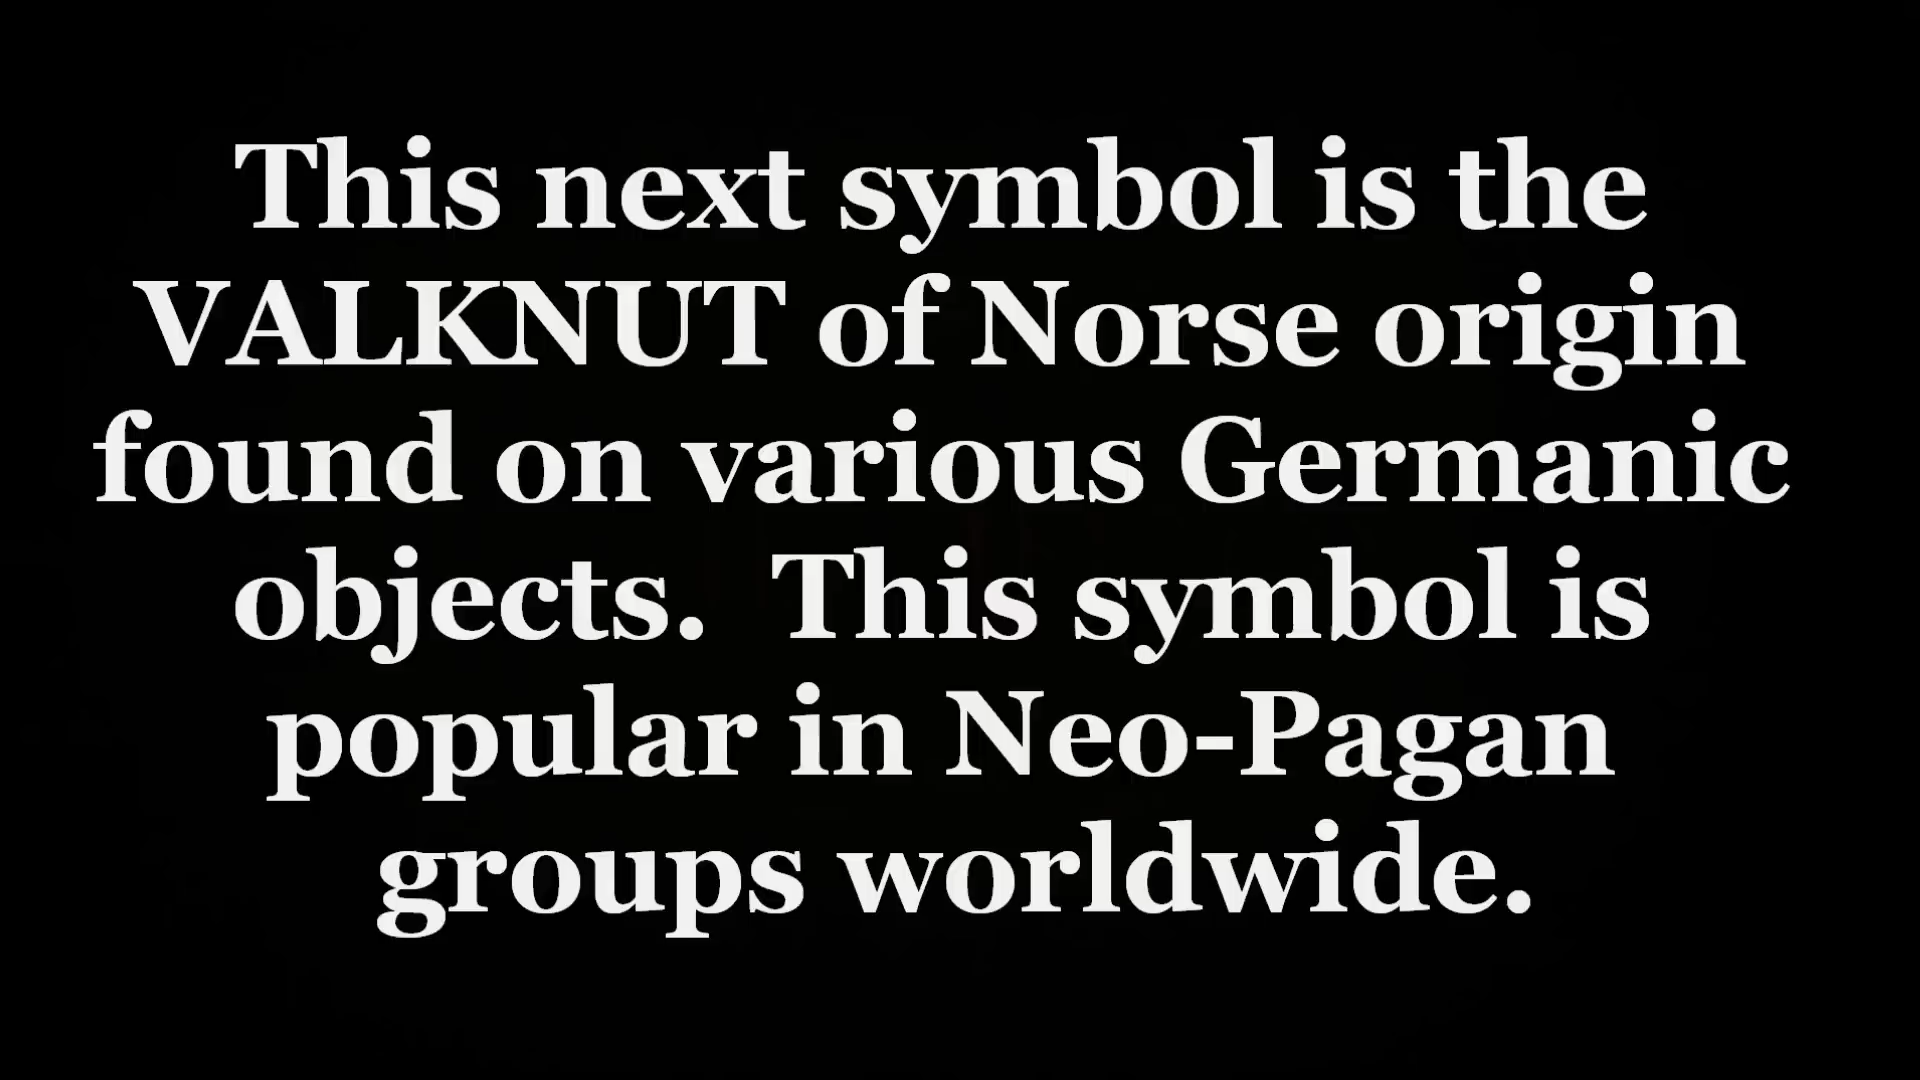 This next symbol is the
VALKNUT of Norse origin
found on various Germanic
objects.  This symbol is
popular in Neo-Pagan
groups worldwide.